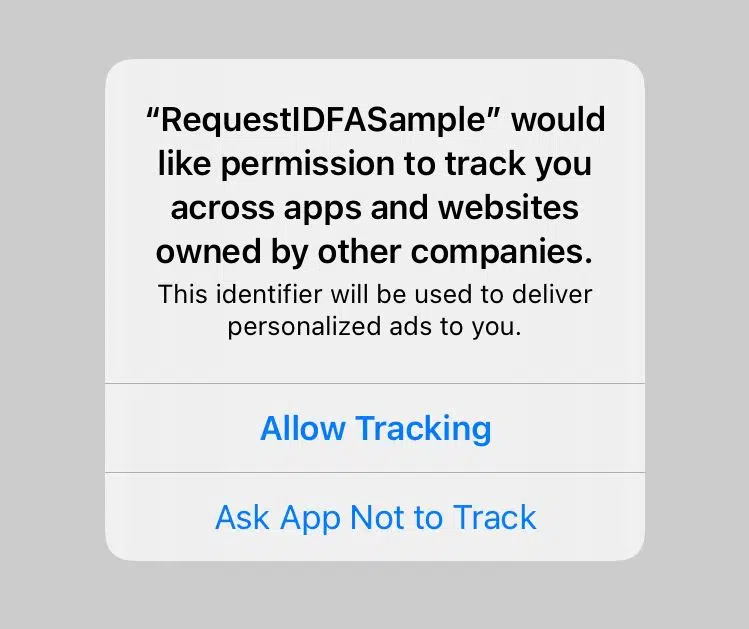 “RequestIDFASample” would
like permission to track you
across apps and websites
owned by other companies.
This identifier will be used to deliver
personalized ads to you.
Allow Tracking
Ask App Not to Track